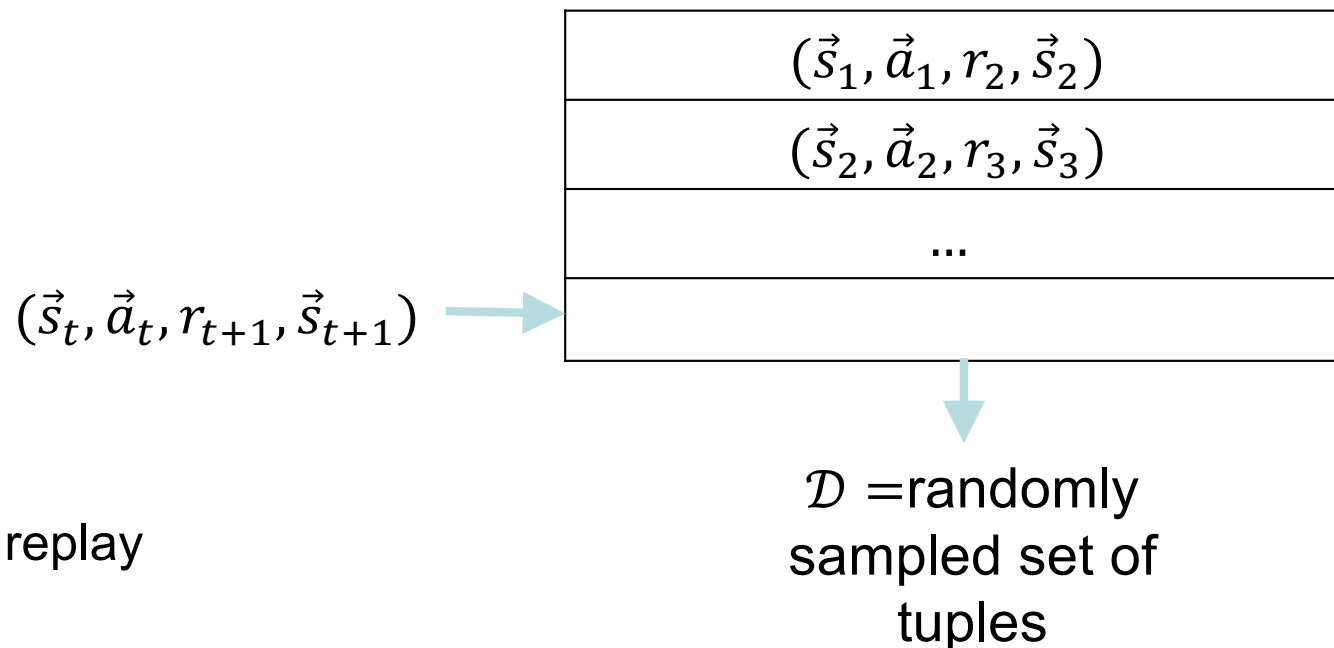 (s⃗₁, a⃗₁, r₂, s⃗₂)
(s⃗₂, a⃗₂, r₃, s⃗₃)
...
(s⃗ₜ, a⃗ₜ, rₜ₊₁, s⃗ₜ₊₁)
𝒟 =randomly
sampled set of
tuples
replay